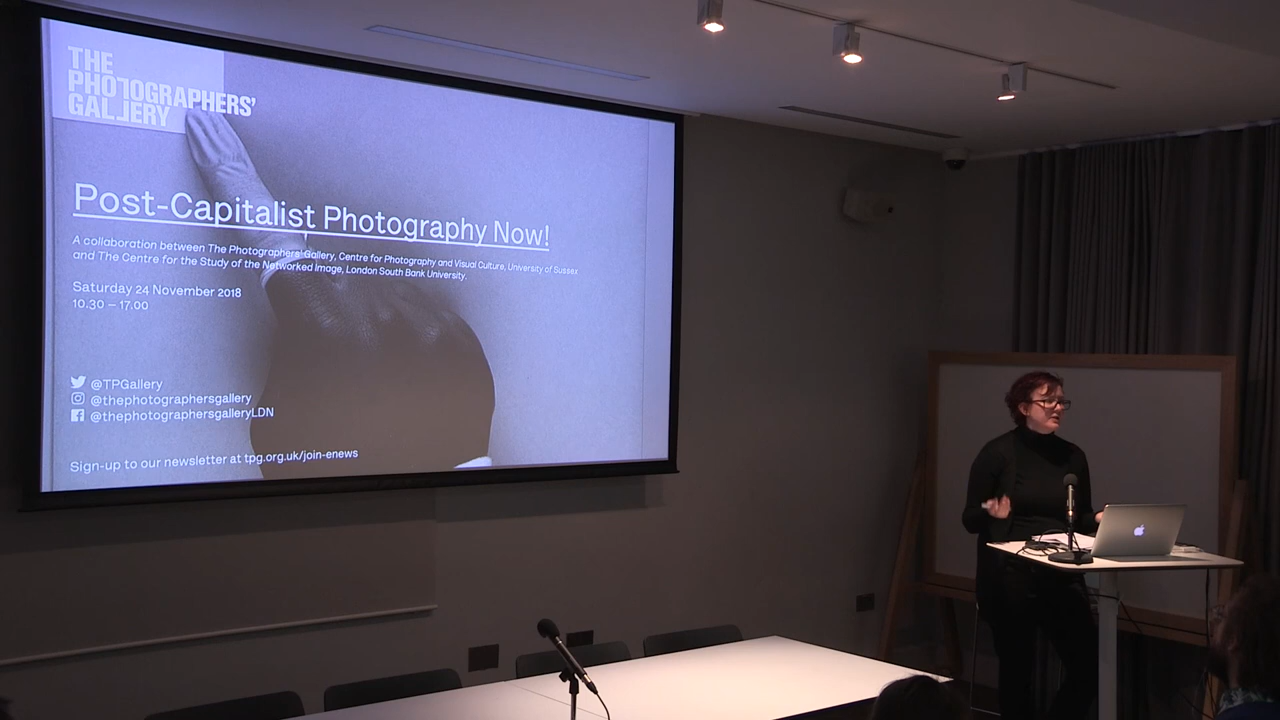 THE
PHOTOGRAPHERS'
GALLERY
Post-Capitalist Photography Now!
A collaboration between The Photographers' Gallery, Centre for Photography and Visual Culture, University of Sussex
and The Centre for the Study of the Networked Image, London South Bank University.
Saturday 24 November 2018
10.30 – 17.00
@TPGallery
@thephotographersgallery
@thephotographersgalleryLDN
Sign-up to our newsletter at tpg.org.uk/join-enews